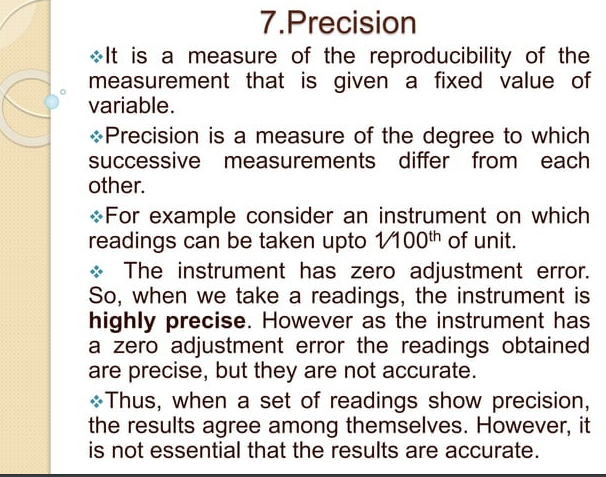 7.Precision
❖It is a measure of the reproducibility of the
measurement that is given a fixed value of
variable.
❖Precision is a measure of the degree to which
successive measurements differ from each
other.
❖For example consider an instrument on which
readings can be taken upto 1/100th of unit.
❖ The instrument has zero adjustment error.
So, when we take a readings, the instrument is
highly precise. However as the instrument has
a zero adjustment error the readings obtained
are precise, but they are not accurate.
❖Thus, when a set of readings show precision,
the results agree among themselves. However, it
is not essential that the results are accurate.